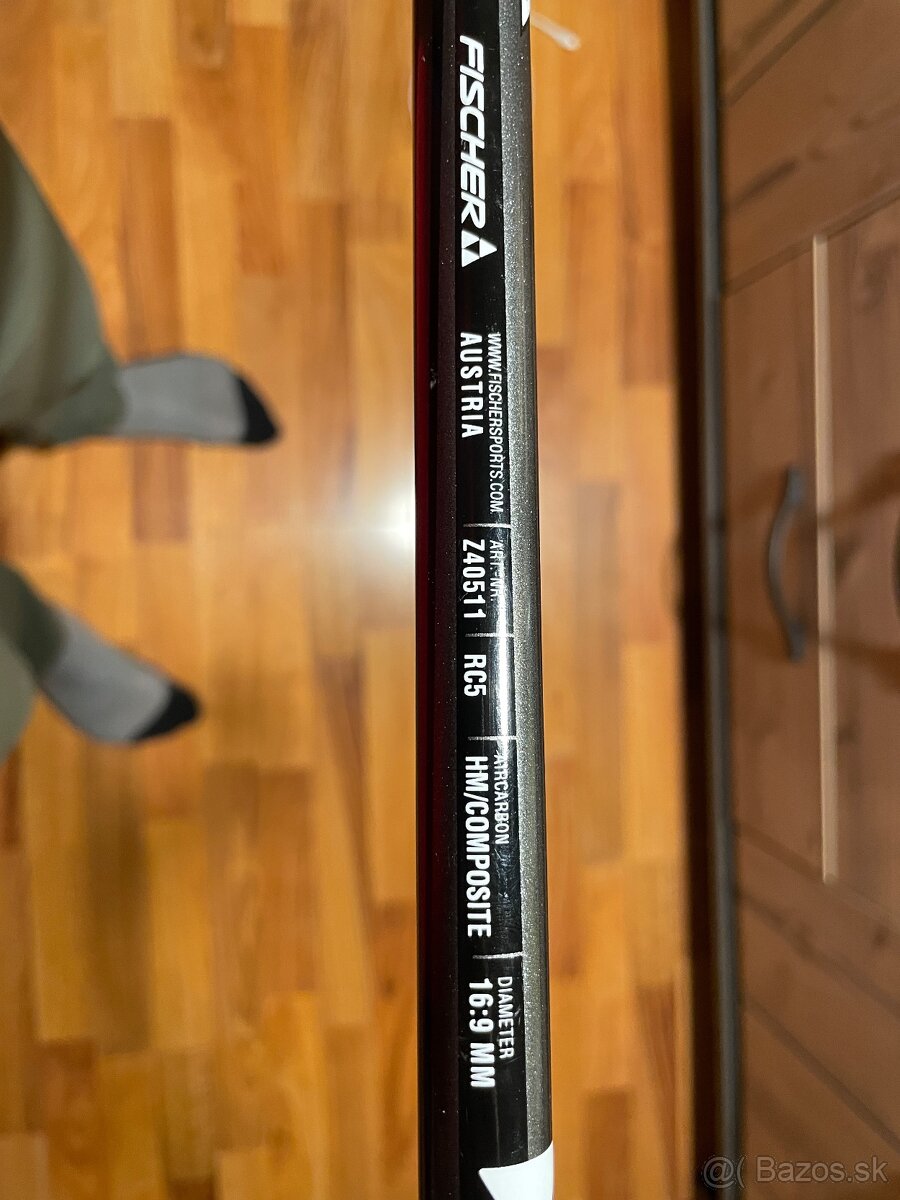 FISCHER
WWW.FISCHERSPORTS.COM
AUSTRIA
ART.-NR.
Z40511
RC5
AIRCARBON
HM/COMPOSITE
DIAMETER
16:9 MM
@( Bazos.sk